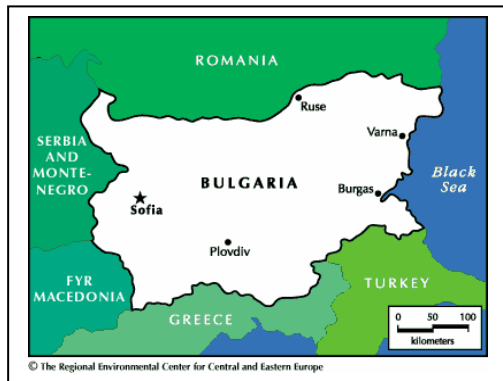 ROMANIA
Ruse
SERBIA
AND
MONTE-
NEGRO
Varna
BULGARIA
Black
Sea
Burgas
Sofia
Plovdiv
FYR
MACEDONIA
TURKEY
GREECE
0 50 100
kilometers
© The Regional Environmental Center for Central and Eastern Europe